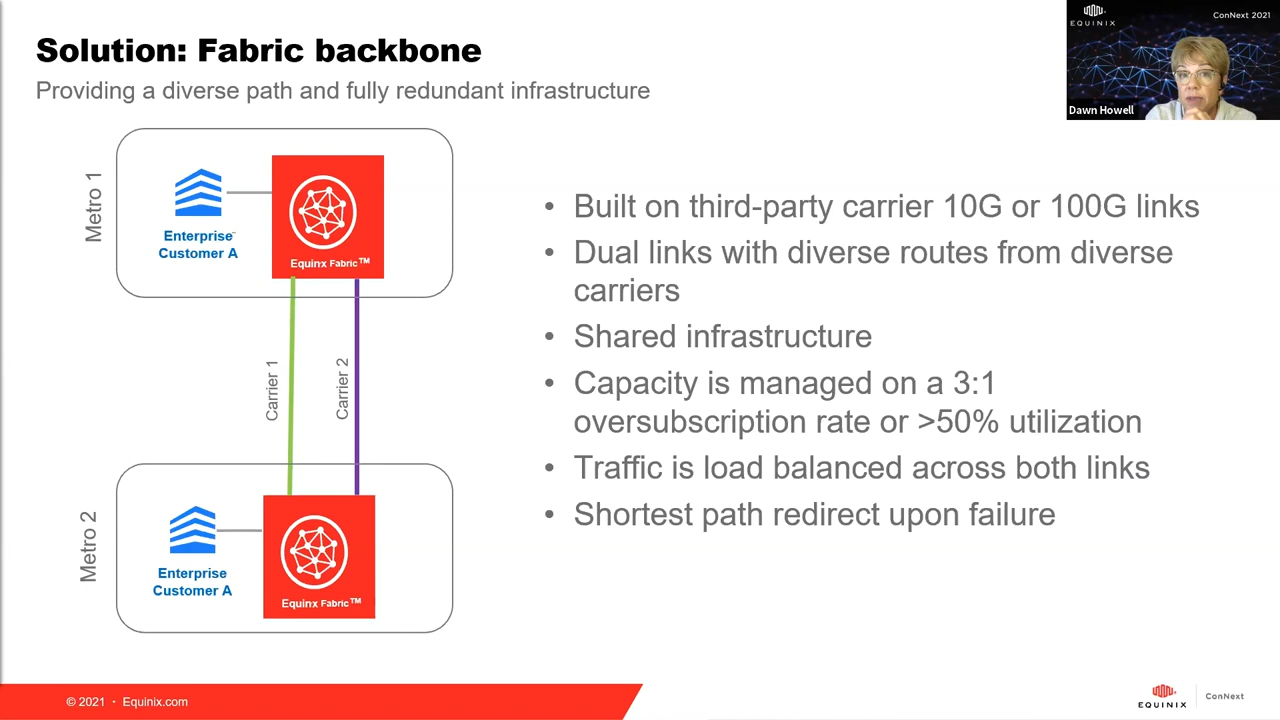 EQUINIX
ConNext 2021
Dawn Howell
Solution: Fabric backbone
Providing a diverse path and fully redundant infrastructure
Metro 1
Enterprise
Customer A
Equinx Fabric™
Carrier 1
Carrier 2
Metro 2
Enterprise
Customer A
Equinx Fabric™
• Built on third-party carrier 10G or 100G links
• Dual links with diverse routes from diverse
carriers
• Shared infrastructure
• Capacity is managed on a 3:1
oversubscription rate or >50% utilization
• Traffic is load balanced across both links
• Shortest path redirect upon failure
© 2021 • Equinix.com
EQUINIX
ConNext